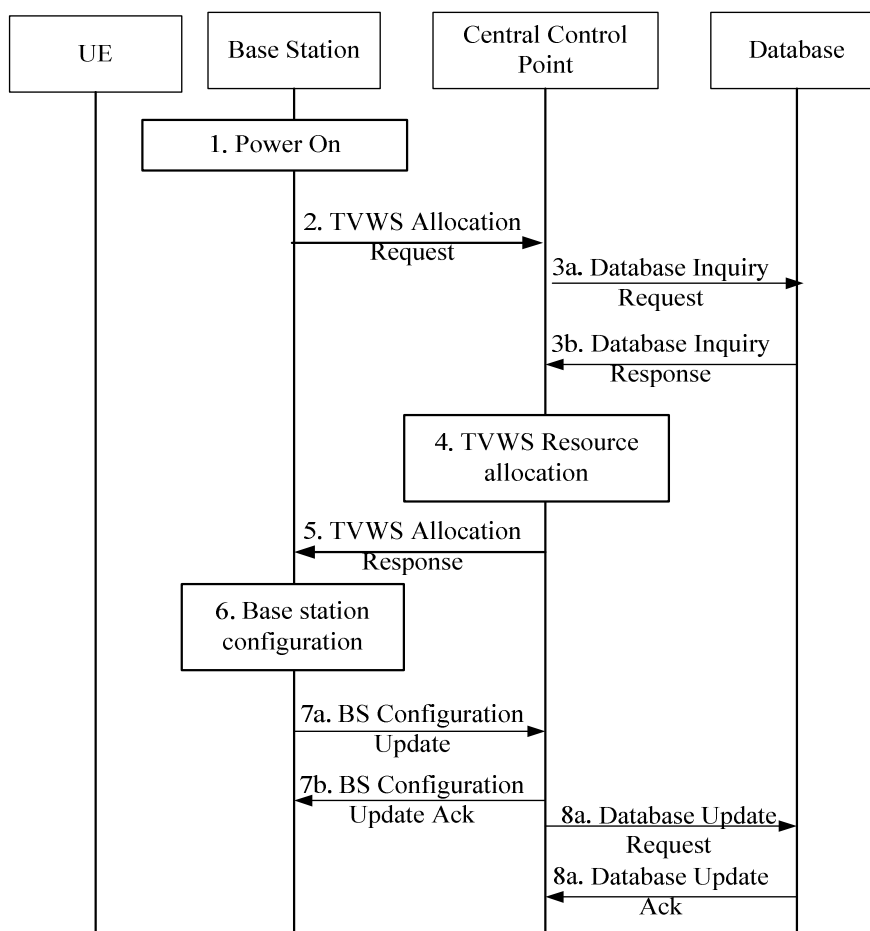 UE
Base Station
Central Control
Point
Database
1. Power On
2. TVWS Allocation
Request
3a. Database Inquiry
Request
3b. Database Inquiry
Response
4. TVWS Resource
allocation
5. TVWS Allocation
Response
6. Base station
configuration
7a. BS Configuration
Update
7b. BS Configuration
Update Ack
8a. Database Update
Request
8a. Database Update
Ack